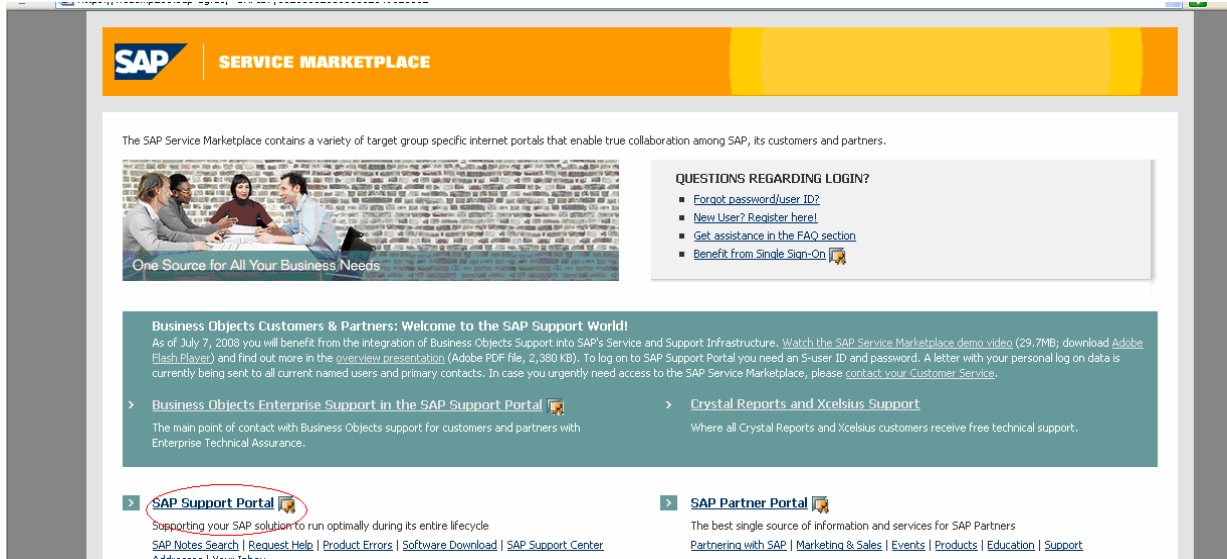 SAP
SERVICE MARKETPLACE
The SAP Service Marketplace contains a variety of target group specific internet portals that enable true collaboration among SAP, its customers and partners.
One Source for All Your Business Needs
QUESTIONS REGARDING LOGIN?
Forgot password/user ID?
New User? Register here!
Get assistance in the FAQ section
Benefit from Single Sign-On
Business Objects Customers & Partners: Welcome to the SAP Support World!
As of July 7, 2008 you will benefit from the integration of Business Objects Support into SAP's Service and Support Infrastructure. Watch the SAP Service Marketplace demo video (29.7MB; download Adobe
Flash Player) and find out more in the overview presentation (Adobe PDF file, 2,380 KB). To log on to SAP Support Portal you need an S-user ID and password. A letter with your personal log on data is
currently being sent to all current named users and primary contacts. In case you urgently need access to the SAP Service Marketplace, please contact your Customer Service.
Business Objects Enterprise Support in the SAP Support Portal
The main point of contact with Business Objects support for customers and partners with
Enterprise Technical Assurance.
Crystal Reports and Xcelsius Support
Where all Crystal Reports and Xcelsius customers receive free technical support.
SAP Support Portal
Supporting your SAP solution to run optimally during its entire lifecycle
SAP Notes Search | Request Help | Product Errors | Software Download | SAP Support Center
SAP Partner Portal
The best single source of information and services for SAP Partners
Partnering with SAP | Marketing & Sales | Events | Products | Education | Support